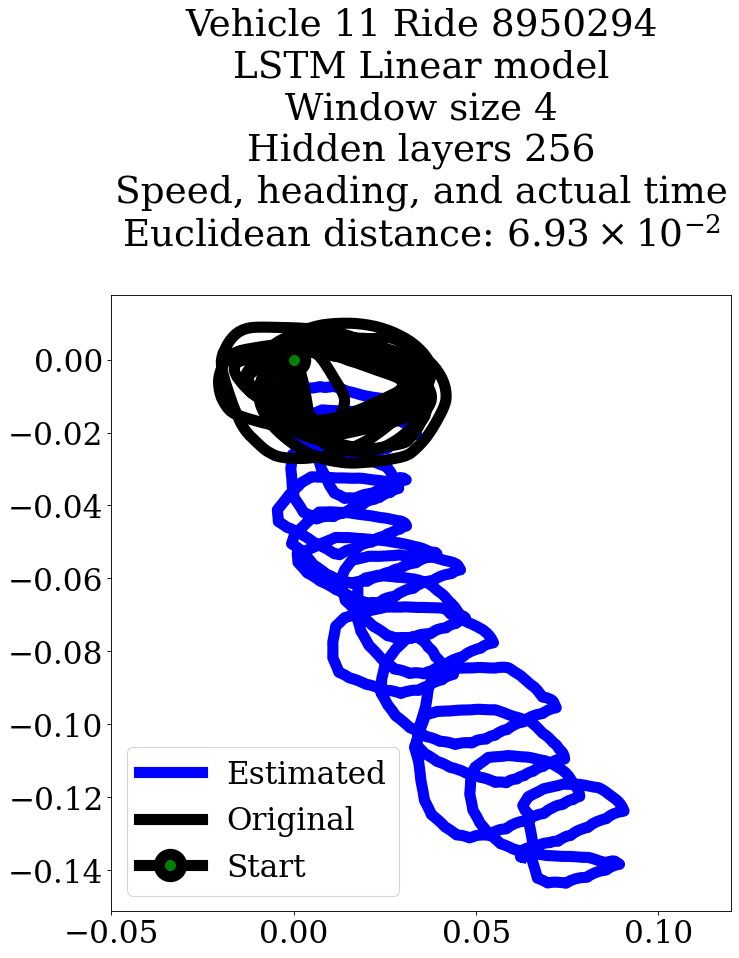 Vehicle 11 Ride 8950294
LSTM Linear model
Window size 4
Hidden layers 256
Speed, heading, and actual time
Euclidean distance: 6.93 × 10⁻²
0.00
−0.02
−0.04
−0.06
−0.08
−0.10
−0.12
−0.14
Estimated
Original
Start
−0.05
0.00
0.05
0.10